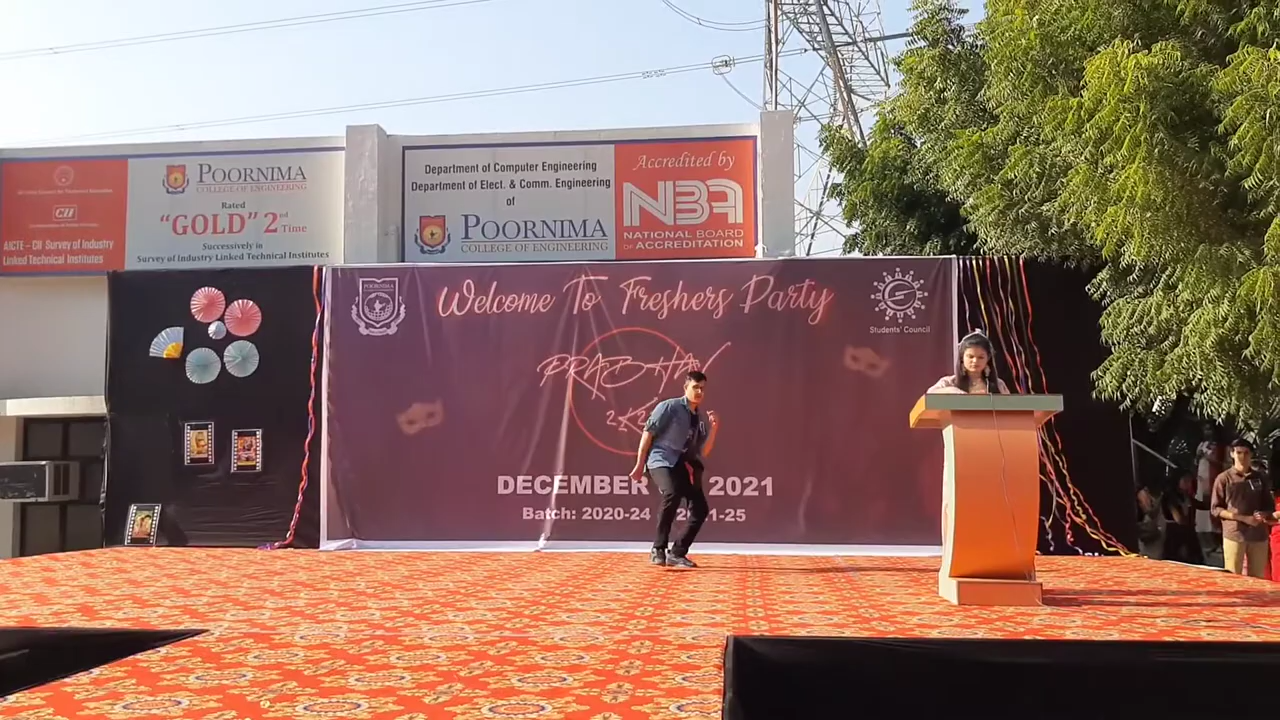 AICTE - CII Survey of Industry
Linked Technical Institutes
POORNIMA
COLLEGE OF ENGINEERING
Rated
"GOLD" 2nd Time
Successively in
Survey of Industry Linked Technical Institutes
Department of Computer Engineering
Department of Elect. & Comm. Engineering
of
POORNIMA
COLLEGE OF ENGINEERING
Accredited by
NBA
NATIONAL BOARD
OF ACCREDITATION
POORNIMA
Welcome To Freshers Party
Students' Council
PRABHAV
DECEMBER 2021
Batch: 2020-24